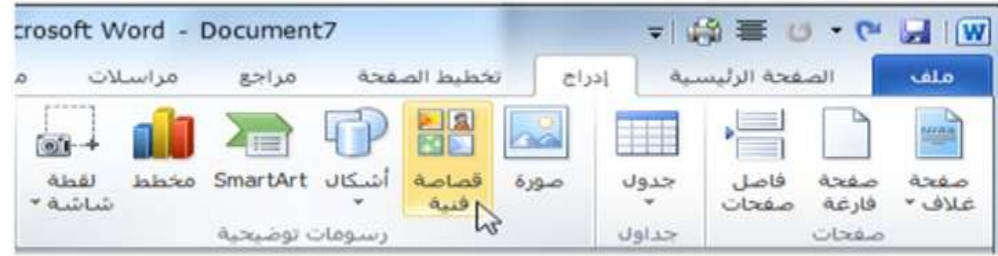 crosoft Word - Document7
ملف الصفحة الرئيسية إدراج تخطيط الصفحة مراجع مراسلات
صفحة غلاف صفحة فارغة فاصل صفحات جدول صورة قصاصة فنية أشكال SmartArt مخطط لقطة شاشة
صفحات جداول رسومات توضيحية